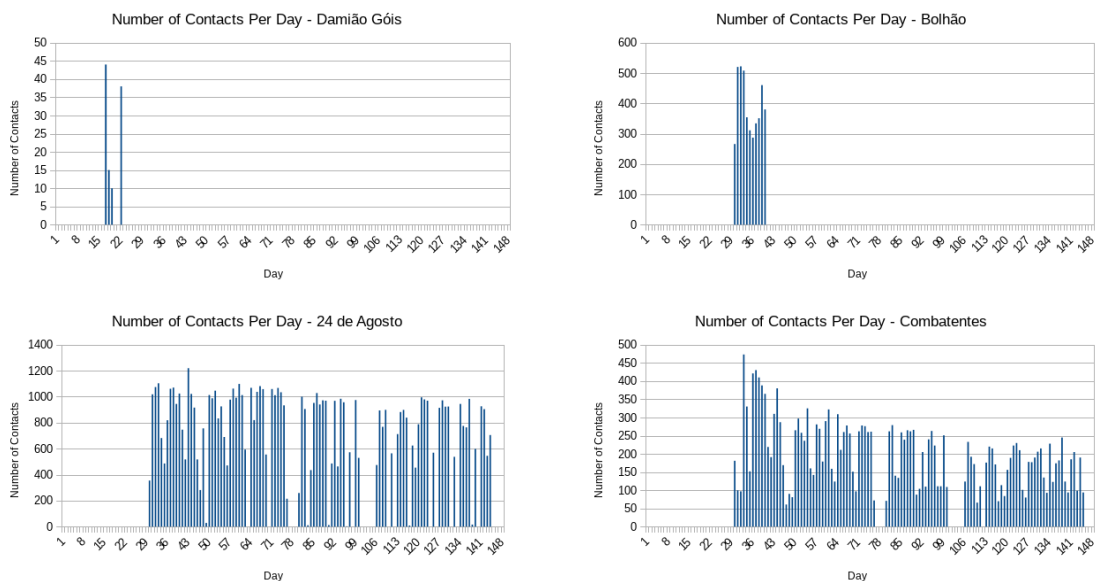 Number of Contacts Per Day - Damião Góis
50
45
40
35
30
25
20
15
10
5
0
Number of Contacts
1 8 15 22 29 36 43 50 57 64 71 78 85 92 99 106 113 120 127 134 141 148
Day
Number of Contacts Per Day - Bolhão
600
500
400
300
200
100
0
Number of Contacts
1 8 15 22 29 36 43 50 57 64 71 78 85 92 99 106 113 120 127 134 141 148
Day
Number of Contacts Per Day - 24 de Agosto
1400
1200
1000
800
600
400
200
0
Number of Contacts
1 8 15 22 29 36 43 50 57 64 71 78 85 92 99 106 113 120 127 134 141 148
Day
Number of Contacts Per Day - Combatentes
500
450
400
350
300
250
200
150
100
50
0
Number of Contacts
1 8 15 22 29 36 43 50 57 64 71 78 85 92 99 106 113 120 127 134 141 148
Day